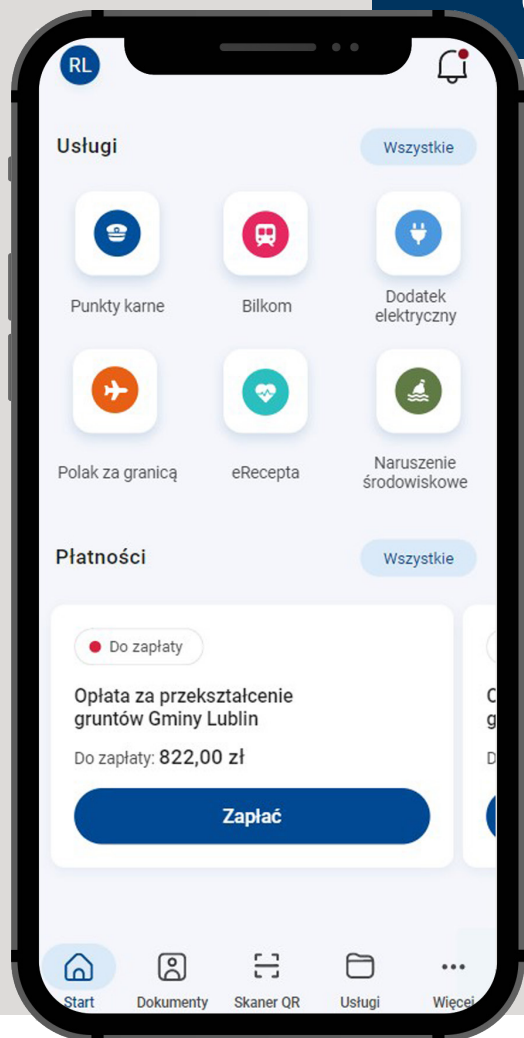 RL
Usługi
Wszystkie
Punkty karne
Bilkom
Dodatek
elektryczny
Polak za granicą
eRecepta
Naruszenie
środowiskowe
Płatności
Wszystkie
Do zapłaty
Opłata za przekształcenie
gruntów Gminy Lublin
Do zapłaty: 822,00 zł
Zapłać
Start
Dokumenty
Skaner QR
Usługi
Więcej